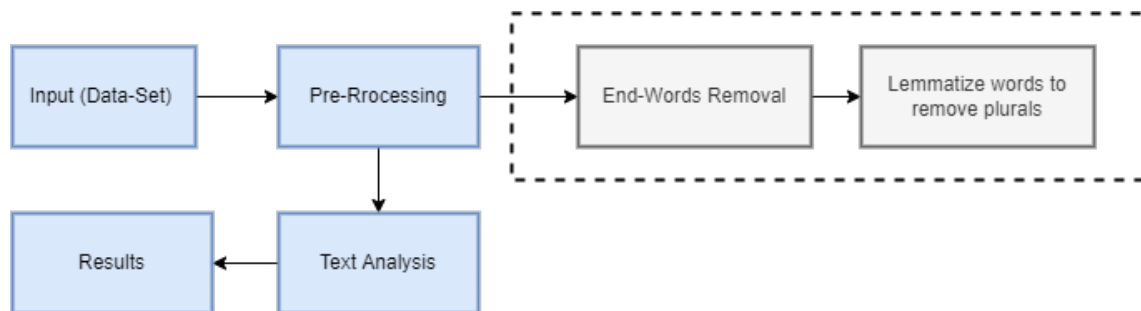 Input (Data-Set)
Pre-Rrocessing
End-Words Removal
Lemmatize words to
remove plurals
Results
Text Analysis